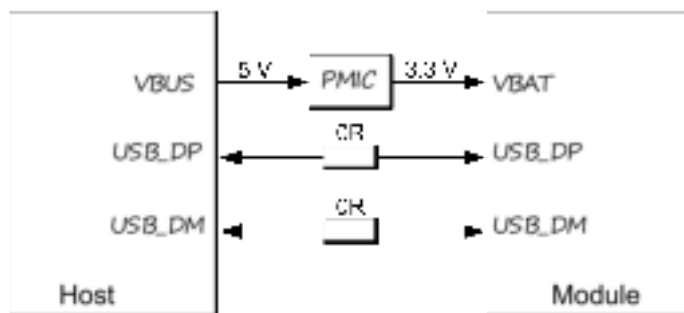 VBUS 5 V PMIC 3.3 V VBAT
0R
USB_DP USB_DP
0R
USB_DM USB_DM
Host Module